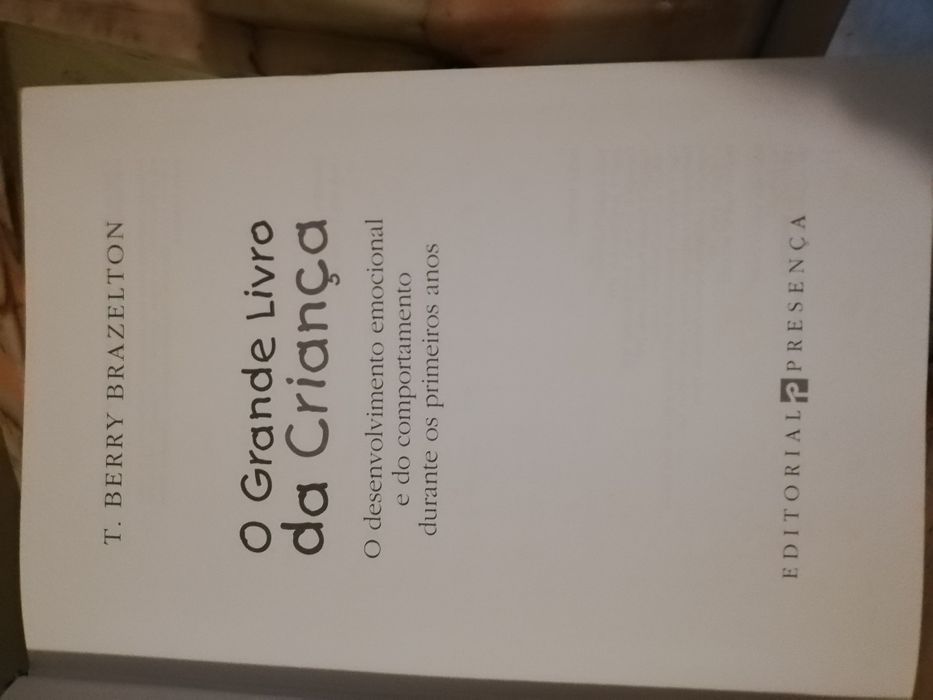 T. BERRY BRAZELTON
O Grande Livro
da Criança
O desenvolvimento emocional
e do comportamento
durante os primeiros anos
EDITORIAL PRESENÇA